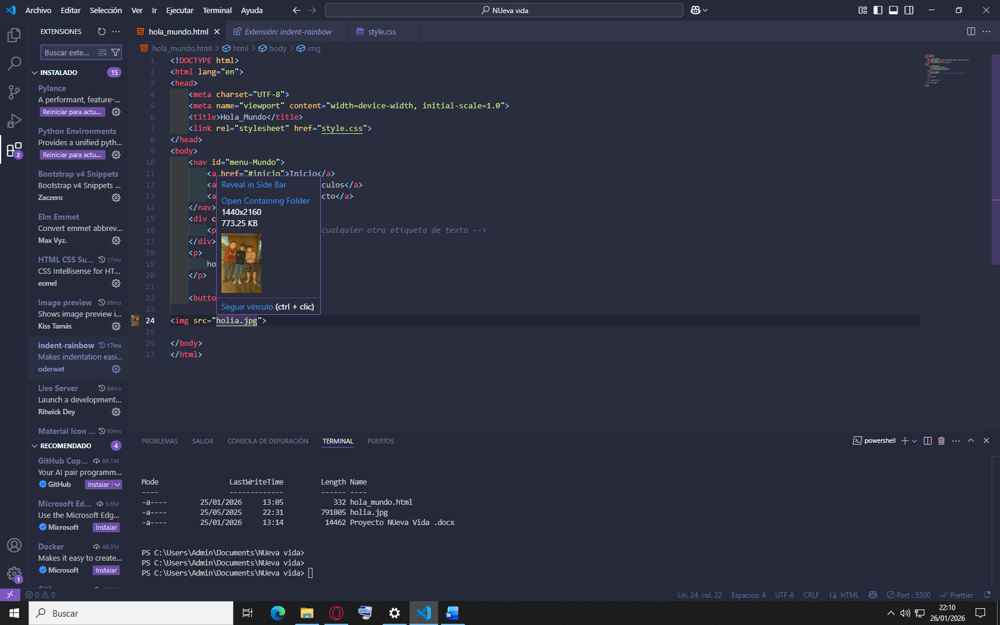 Archivo Editar Selección Ver Ir Ejecutar Terminal Ayuda
NUeva vida
EXTENSIONES
Buscar exte...
INSTALADO 15
Pylance
A performant, feature-...
Reiniciar para actu...
Python Environments
Provides a unified pyth...
Reiniciar para actu...
Bootstrap v4 Snippets
Bootstrap v4 Snippets ...
Zaczero
Elm Emmet
Convert emmet abbrev...
Max Vyz.
HTML CSS Su... 17ms
CSS Intellisense for HT...
ecmel
Image preview 86ms
Shows image preview i...
Kiss Tamás
indent-rainbow 17ms
Makes indentation easi...
oderwat
Live Server 84ms
Launch a development...
Ritwick Dey
Material Icon ... 50ms
RECOMENDADO 4
GitHub Cop... 69.1M
Your AI pair programm...
GitHub Instalar
Microsoft Ed... 5.6M
Use the Microsoft Edg...
Microsoft Instalar
Docker 49.3M
Makes it easy to create...
Microsoft Instalar
2
1
hola_mundo.html Extensión: indent-rainbow style.css
hola_mundo.html > html > body > img
1 <!DOCTYPE html>
2 <html lang="en">
3 <head>
4 <meta charset="UTF-8">
5 <meta name="viewport" content="width=device-width, initial-scale=1.0">
6 <title>Hola_Mundo</title>
7 <link rel="stylesheet" href="style.css">
8 </head>
9 <body>
10 <nav id="menu-Mundo">
11 <a href="#inicio">Inicio</a>
12 <a culos</a>
13 <a cto</a>
14 </nav>
15 <div c
16 <p cualquier otra etiqueta de texto -->
17 </div>
18 <p>
19 ho
20 </p>
21
22 <butto
23
24 <img src="holia.jpg">
25
26 </body>
27 </html>
Reveal in Side Bar
Open Containing Folder
1440x2160
773.25 KB
Seguir vínculo (ctrl + clic)
PROBLEMAS SALIDA CONSOLA DE DEPURACIÓN TERMINAL PUERTOS
powershell
Mode LastWriteTime Length Name
---- ------------- ------ ----
-a---- 25/01/2026 13:05 332 hola_mundo.html
-a---- 25/05/2025 22:31 791805 holia.jpg
-a---- 25/01/2026 13:14 14462 Proyecto NUeva Vida .docx
PS C:\Users\Admin\Documents\NUeva vida>
PS C:\Users\Admin\Documents\NUeva vida>
PS C:\Users\Admin\Documents\NUeva vida>
0 0 Lín. 24, col. 22 Espacios: 4 UTF-8 CRLF {} HTML Port : 5500 Prettier
Buscar
22:10
26/01/2026